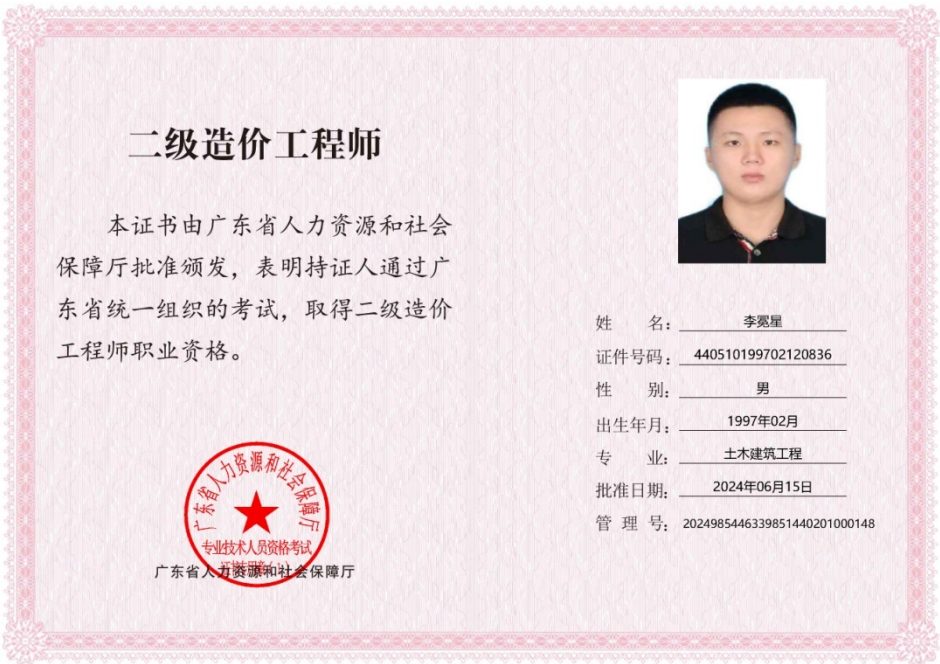 二级造价工程师
本证书由广东省人力资源和社会
保障厅批准颁发，表明持证人通过广
东省统一组织的考试，取得二级造价
工程师职业资格。
广东省人力资源和社会保障厅
专业技术人员资格考试
广东省人力资源和社会保障厅
姓 名：李冕星
证件号码：440510199702120836
性 别：男
出生年月：1997年02月
专 业：土木建筑工程
批准日期：2024年06月15日
管 理 号：2024985446339851440201000148